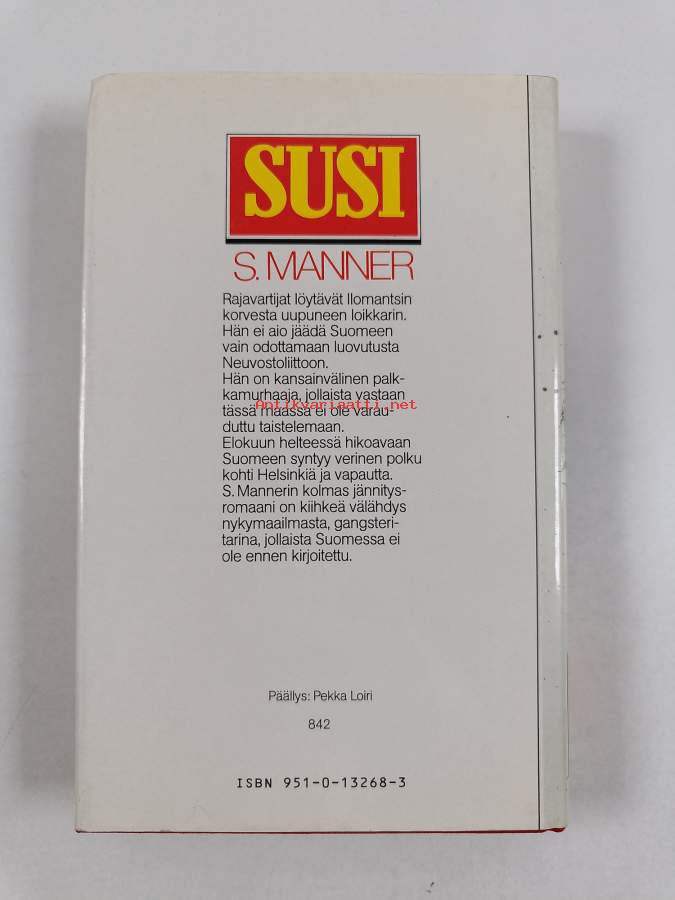 SUSI
S. MANNER
Rajavartijat löytävät Ilomantsin
korvesta uupuneen loikkarin.
Hän ei aio jäädä Suomeen
vain odottamaan luovutusta
Neuvostoliittoon.
Hän on kansainvälinen palk-
kamurhaaja, jollaista vastaan
Antikvariaatti.net
tässä maassa ei ole varau-
duttu taistelemaan.
Elokuun helteessä hikoavaan
Suomeen syntyy verinen polku
kohti Helsinkiä ja vapautta.
S. Mannerin kolmas jännitys-
romaani on kiihkeä välähdys
nykymaailmasta, gangsteri-
tarina, jollaista Suomessa ei
ole ennen kirjoitettu.
Päällys: Pekka Loiri
842
ISBN 951-0-13268-3